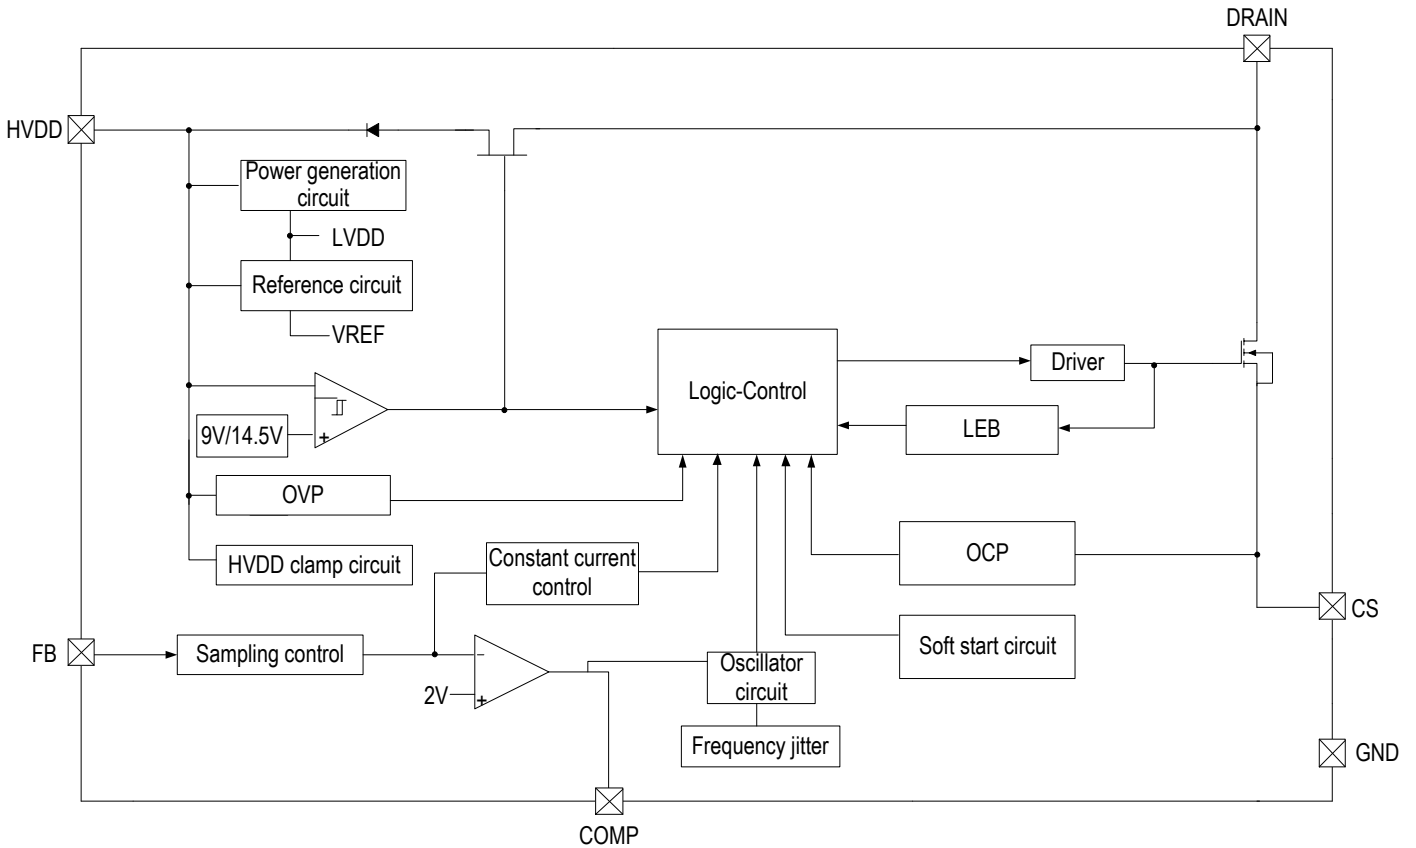 DRAIN
HVDD
Power generation
circuit
LVDD
Reference circuit
VREF
Logic-Control
Driver
9V/14.5V
+
LEB
OVP
HVDD clamp circuit
Constant current
control
OCP
CS
FB
Sampling control
−
2V
+
Oscillator
circuit
Soft start circuit
Frequency jitter
GND
COMP